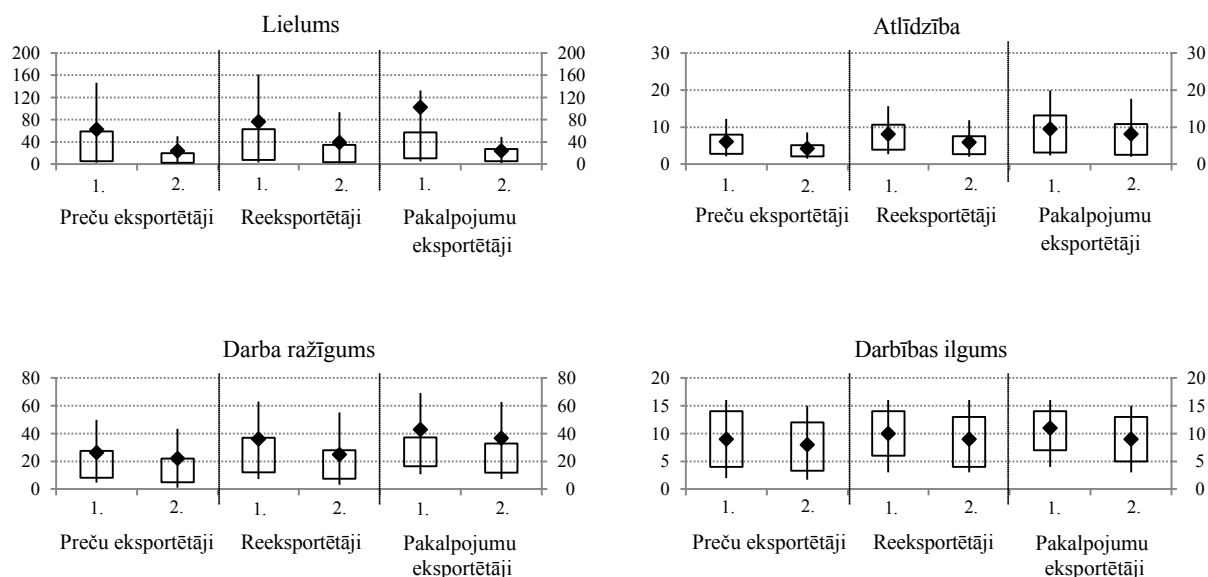 Lielums
200 200
160 160
120 120
80 80
40 40
0 0
1. 2. 1. 2. 1. 2.
Preču eksportētāji Reeksportētāji Pakalpojumu
eksportētāji
Atlīdzība
30 30
20 20
10 10
0 0
1. 2. 1. 2. 1. 2.
Preču eksportētāji Reeksportētāji Pakalpojumu
eksportētāji
Darba ražīgums
80 80
60 60
40 40
20 20
0 0
1. 2. 1. 2. 1. 2.
Preču eksportētāji Reeksportētāji Pakalpojumu
eksportētāji
Darbības ilgums
20 20
15 15
10 10
5 5
0 0
1. 2. 1. 2. 1. 2.
Preču eksportētāji Reeksportētāji Pakalpojumu
eksportētāji